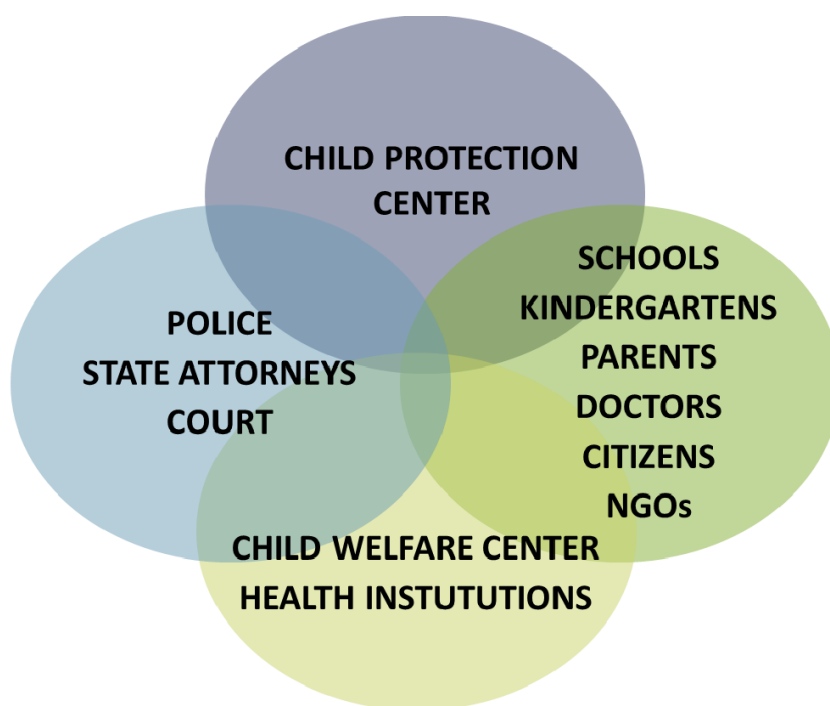 CHILD PROTECTION
CENTER
POLICE
STATE ATTORNEYS
COURT
SCHOOLS
KINDERGARTENS
PARENTS
DOCTORS
CITIZENS
NGOs
CHILD WELFARE CENTER
HEALTH INSTUTUTIONS